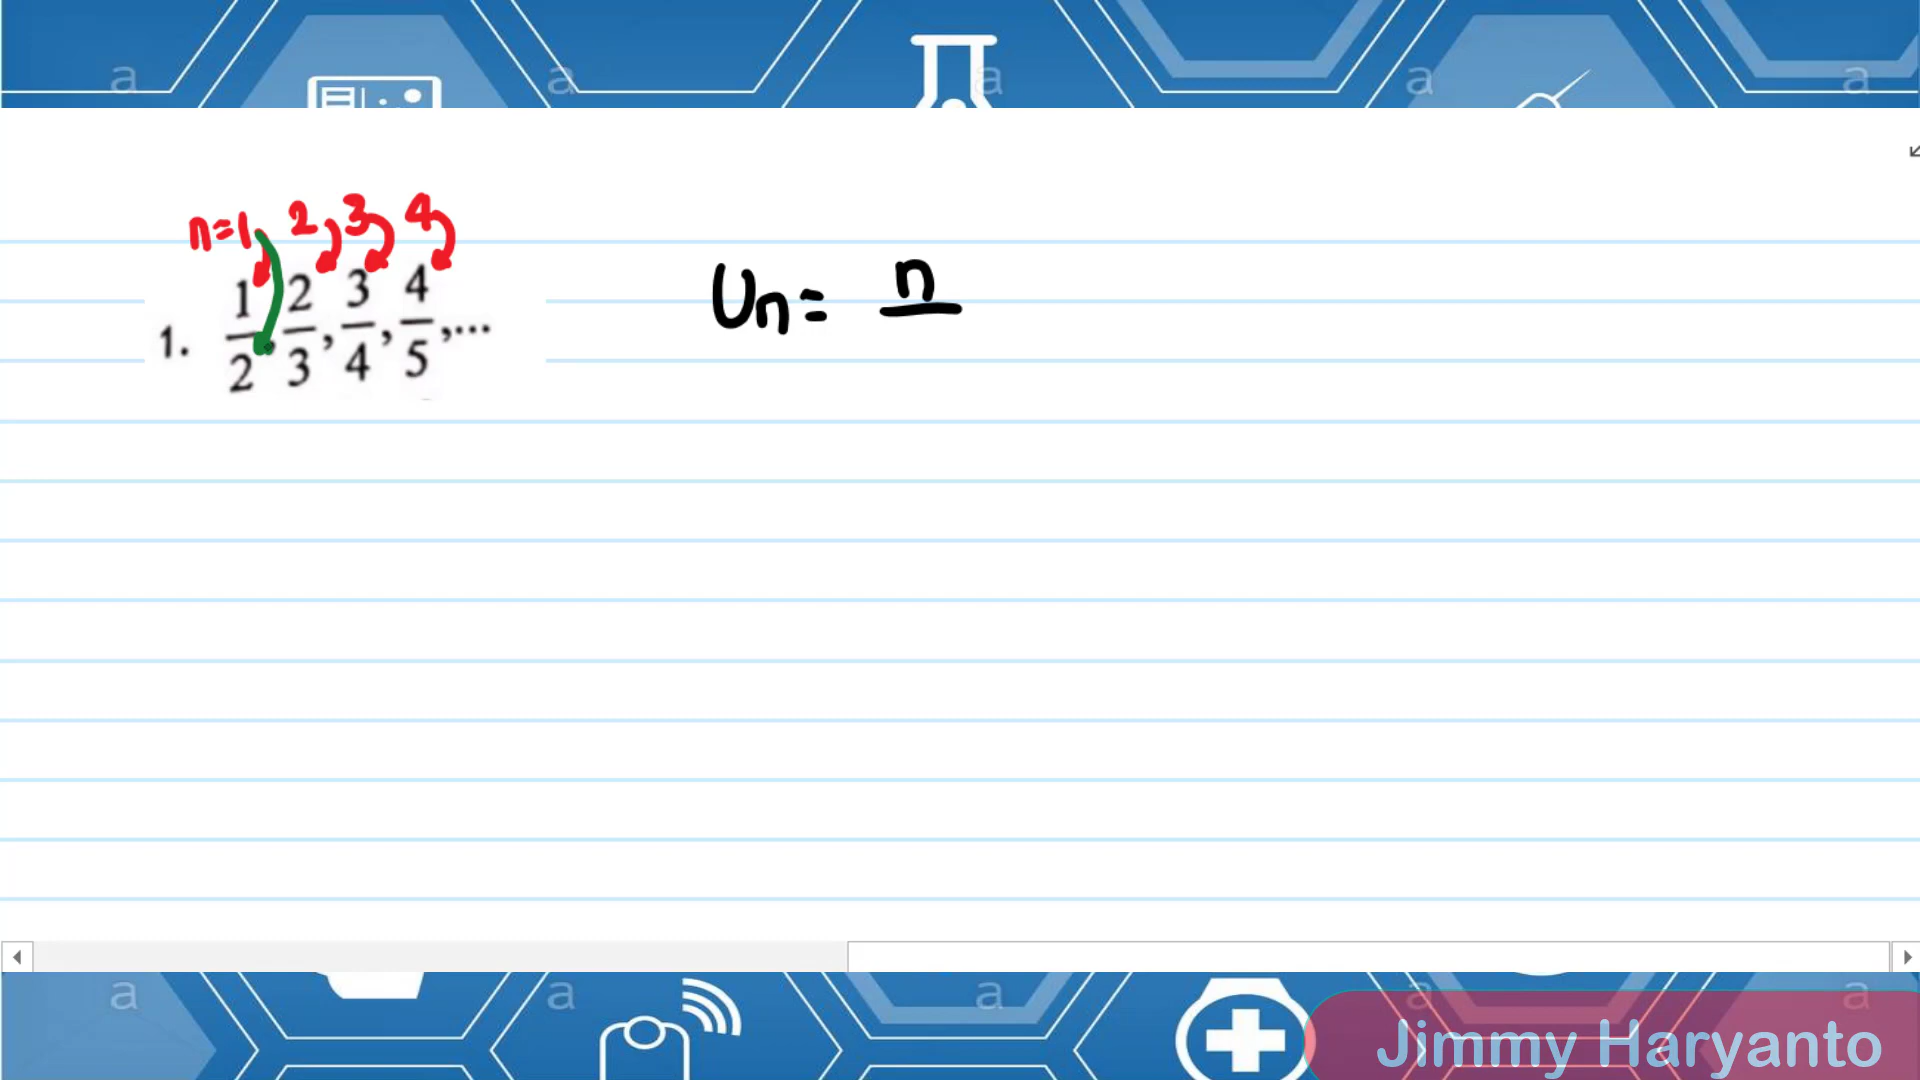 a a a a a
n=1 2 3 4
1. 1/2, 2/3, 3/4, 4/5, ...
Un = n/
a a a a a
Jimmy Haryanto